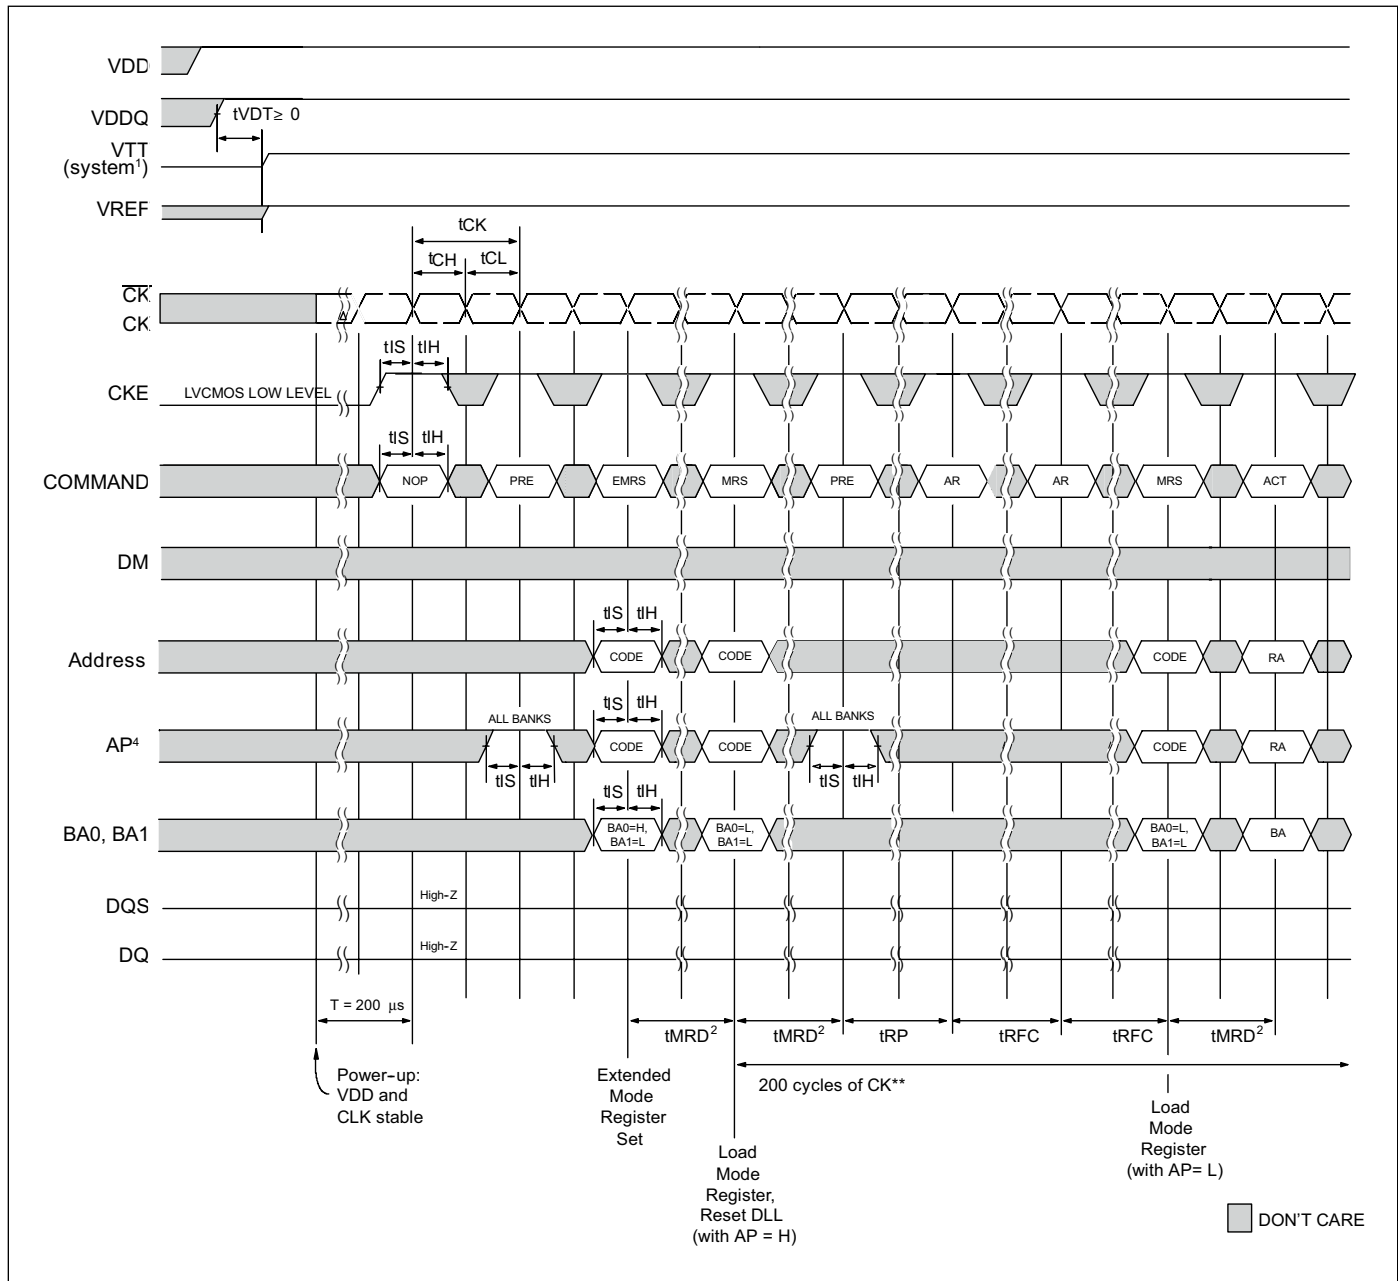 VDD
VDDQ
tVDT≥ 0
VTT
(system¹)
VREF
tCK
tCH
tCL
CK
CK
tIS
tIH
CKE
LVCMOS LOW LEVEL
tIS
tIH
COMMAND
NOP
PRE
EMRS
MRS
PRE
AR
AR
MRS
ACT
DM
tIS
tIH
Address
CODE
CODE
CODE
RA
ALL BANKS
tIS
tIH
ALL BANKS
AP⁴
CODE
CODE
CODE
RA
tIS
tIH
tIS
tIH
tIS
tIH
BA0, BA1
BA0=H,
BA1=L
BA0=L,
BA1=L
BA0=L,
BA1=L
BA
DQS
High-Z
DQ
High-Z
T = 200 µs
tMRD²
tMRD²
tRP
tRFC
tRFC
tMRD²
Power-up:
VDD and
CLK stable
Extended
Mode
Register
Set
200 cycles of CK**
Load
Mode
Register,
Reset DLL
(with AP = H)
Load
Mode
Register
(with AP= L)
DON'T CARE